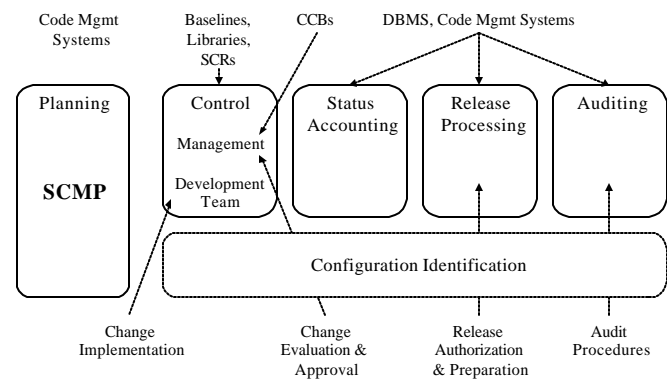 Code Mgmt
Systems
Baselines,
Libraries,
SCRs
CCBs
DBMS, Code Mgmt Systems
Planning
SCMP
Control
Management
Development
Team
Status
Accounting
Release
Processing
Auditing
Configuration Identification
Change
Implementation
Change
Evaluation &
Approval
Release
Authorization
& Preparation
Audit
Procedures